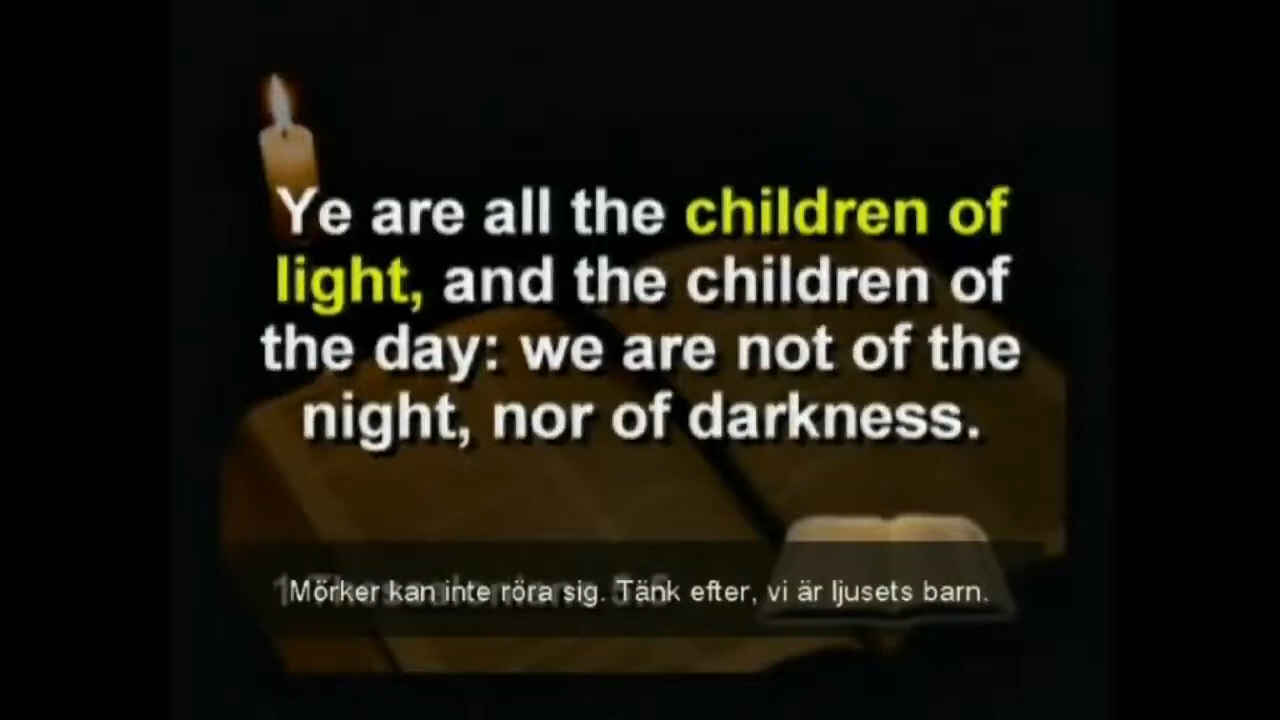 Ye are all the children of
light, and the children of
the day: we are not of the
night, nor of darkness.
Mörker kan inte röra sig. Tänk efter, vi är ljusets barn.